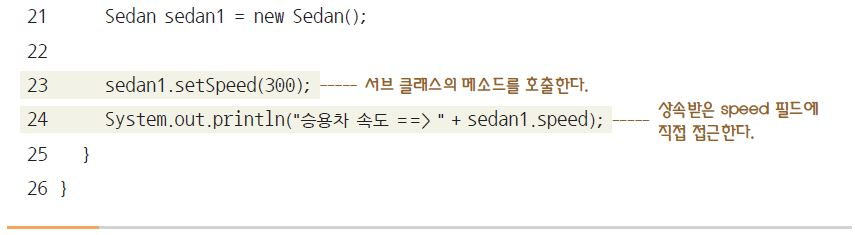 21 Sedan sedan1 = new Sedan();
22
23 sedan1.setSpeed(300); ----- 서브 클래스의 메소드를 호출한다.
24 System.out.println("승용차 속도 ==> " + sedan1.speed); ----- 상속받은 speed 필드에
직접 접근한다.
25 }
26 }